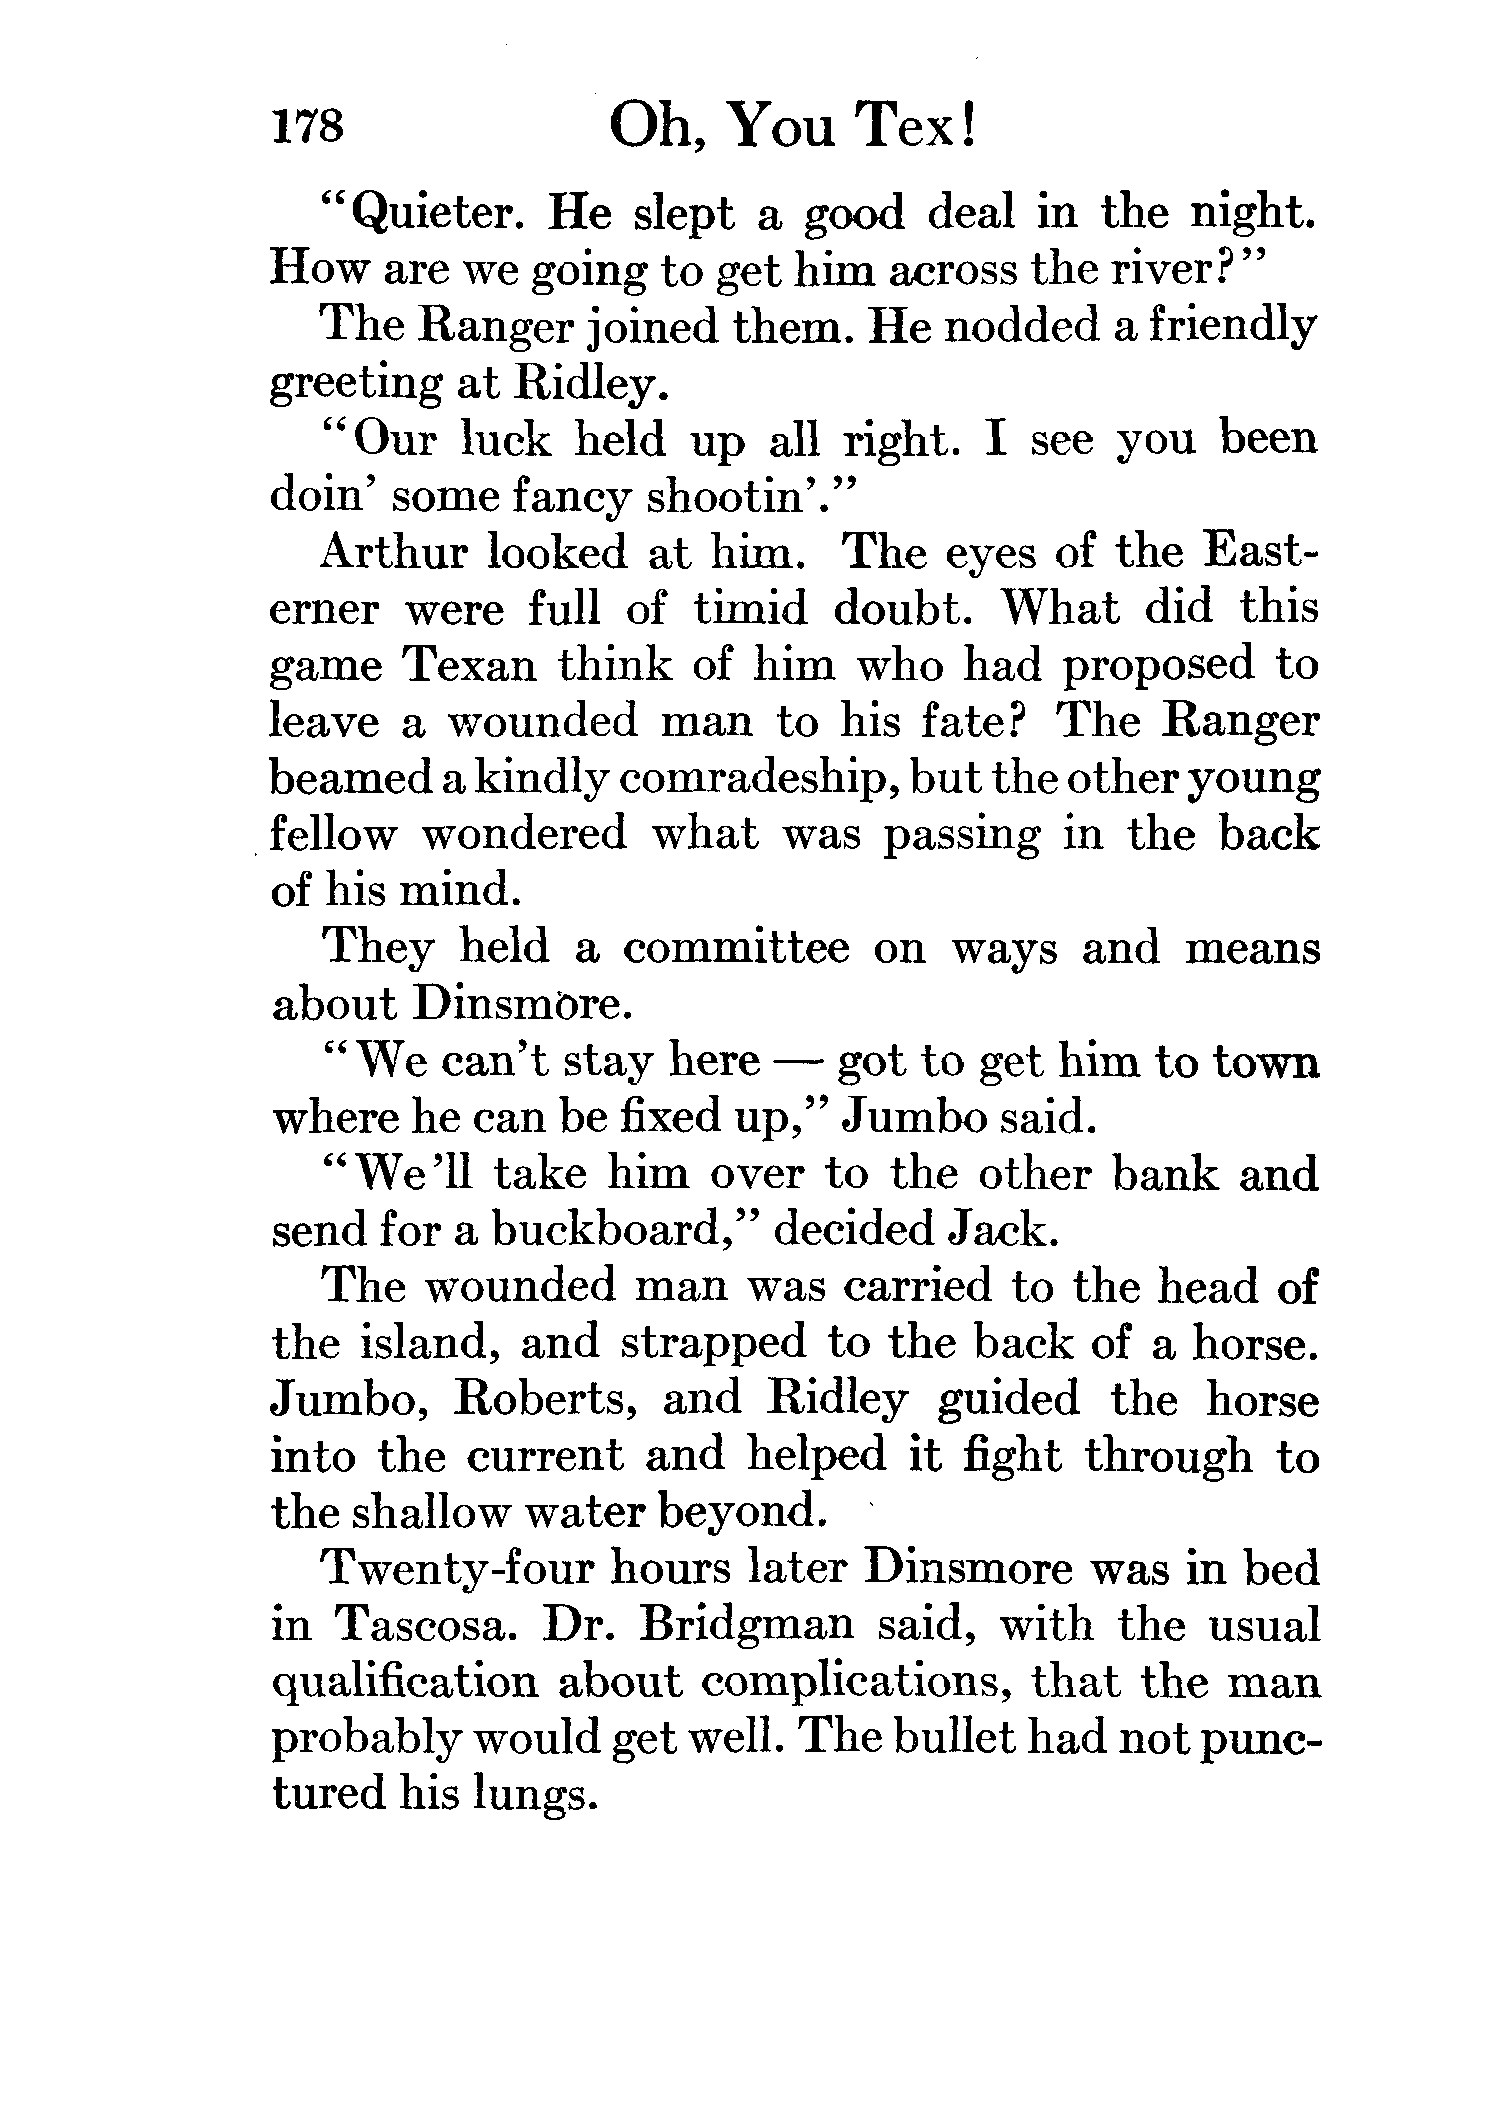 178 Oh, You Tex!
"Quieter. He slept a good deal in the night.
How are we going to get him across the river?"
The Ranger joined them. He nodded a friendly
greeting at Ridley.
"Our luck held up all right. I see you been
doin' some fancy shootin'."
Arthur looked at him. The eyes of the East-
erner were full of timid doubt. What did this
game Texan think of him who had proposed to
leave a wounded man to his fate? The Ranger
beamed a kindly comradeship, but the other young
fellow wondered what was passing in the back
of his mind.
They held a committee on ways and means
about Dinsmore.
"We can't stay here — got to get him to town
where he can be fixed up," Jumbo said.
"We'll take him over to the other bank and
send for a buckboard," decided Jack.
The wounded man was carried to the head of
the island, and strapped to the back of a horse.
Jumbo, Roberts, and Ridley guided the horse
into the current and helped it fight through to
the shallow water beyond.
Twenty-four hours later Dinsmore was in bed
in Tascosa. Dr. Bridgman said, with the usual
qualification about complications, that the man
probably would get well. The bullet had not punc-
tured his lungs.